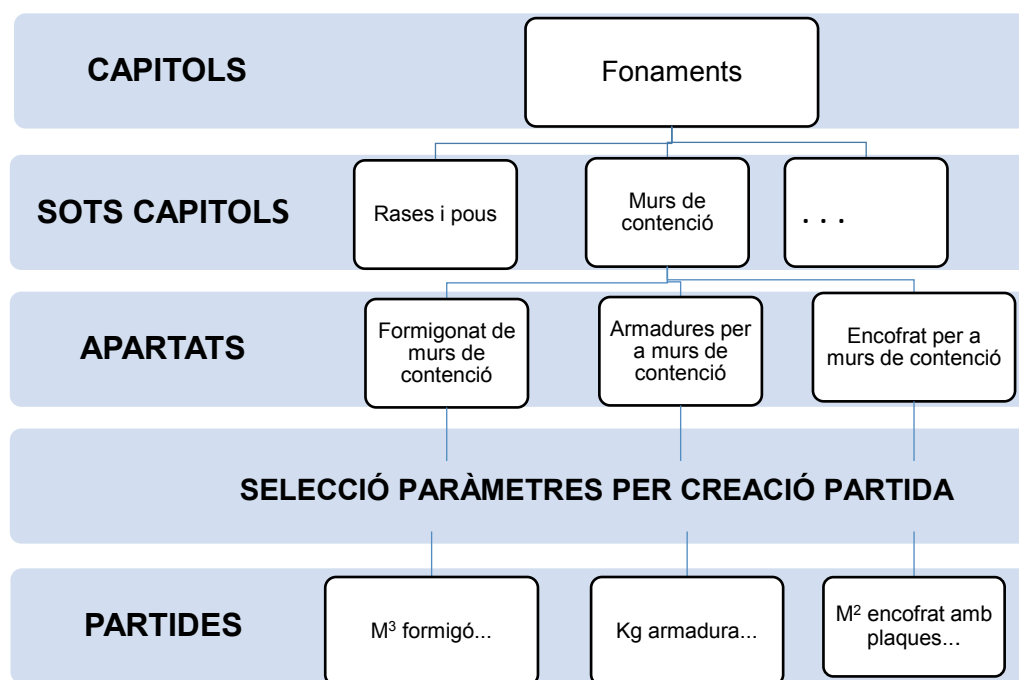 CAPITOLS
Fonaments
SOTS CAPITOLS
Rases i pous
Murs de
contenció
. . .
APARTATS
Formigonat de
murs de
contenció
Armadures per
a murs de
contenció
Encofrat per a
murs de contenció
SELECCIÓ PARÀMETRES PER CREACIÓ PARTIDA
PARTIDES
M³ formigó...
Kg armadura...
M² encofrat amb
plaques...